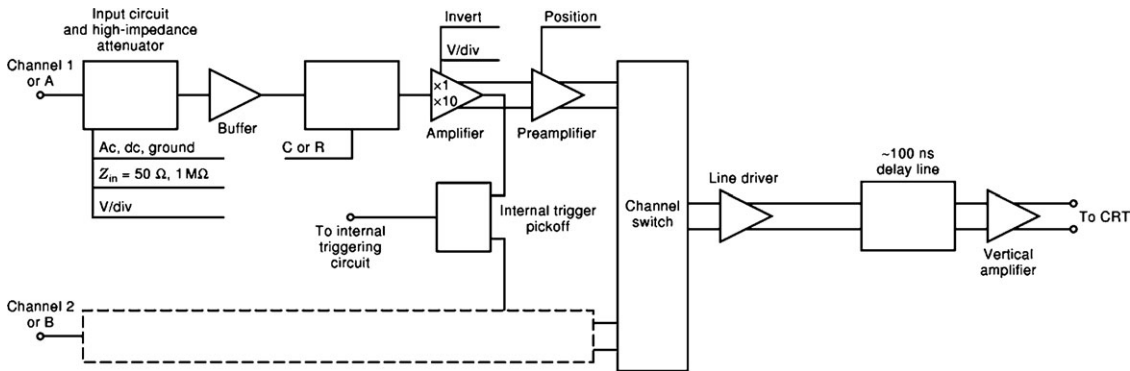 Input circuit
and high-impedance
attenuator
Channel 1
or A
Buffer
Ac, dc, ground
Z_in = 50 Ω, 1 MΩ
V/div
C or R
Invert
V/div
×1
×10
Amplifier
Position
Preamplifier
To internal
triggering
circuit
Internal trigger
pickoff
Channel
switch
Line driver
~100 ns
delay line
Vertical
amplifier
To CRT
Channel 2
or B